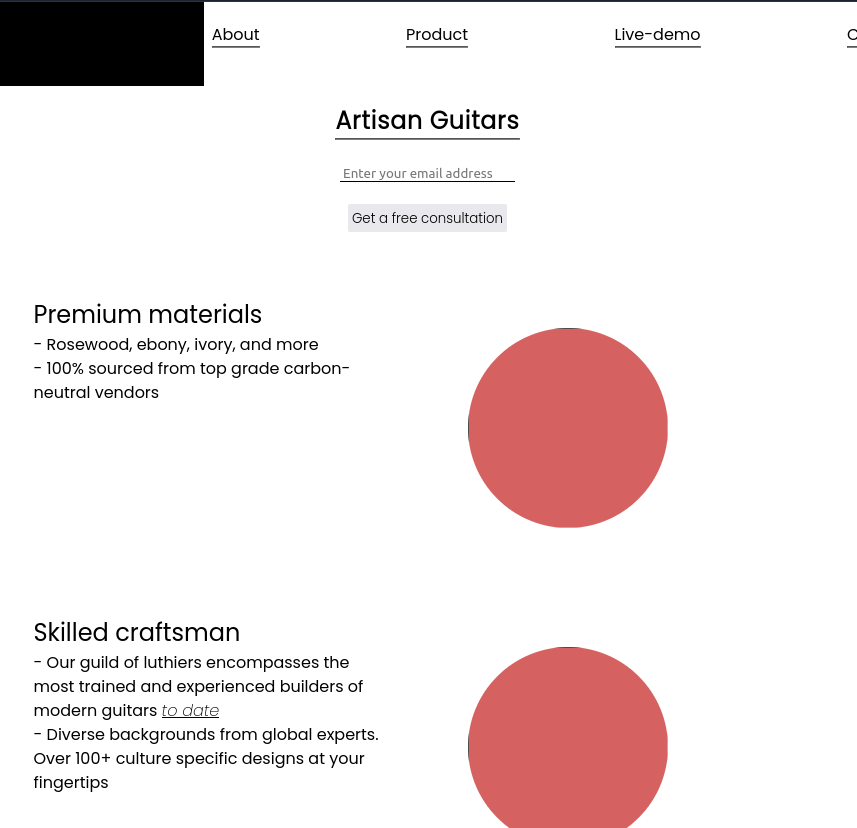 About Product Live-demo
Artisan Guitars
Enter your email address
Get a free consultation
Premium materials
- Rosewood, ebony, ivory, and more
- 100% sourced from top grade carbon-
neutral vendors
Skilled craftsman
- Our guild of luthiers encompasses the
most trained and experienced builders of
modern guitars to date
- Diverse backgrounds from global experts.
Over 100+ culture specific designs at your
fingertips